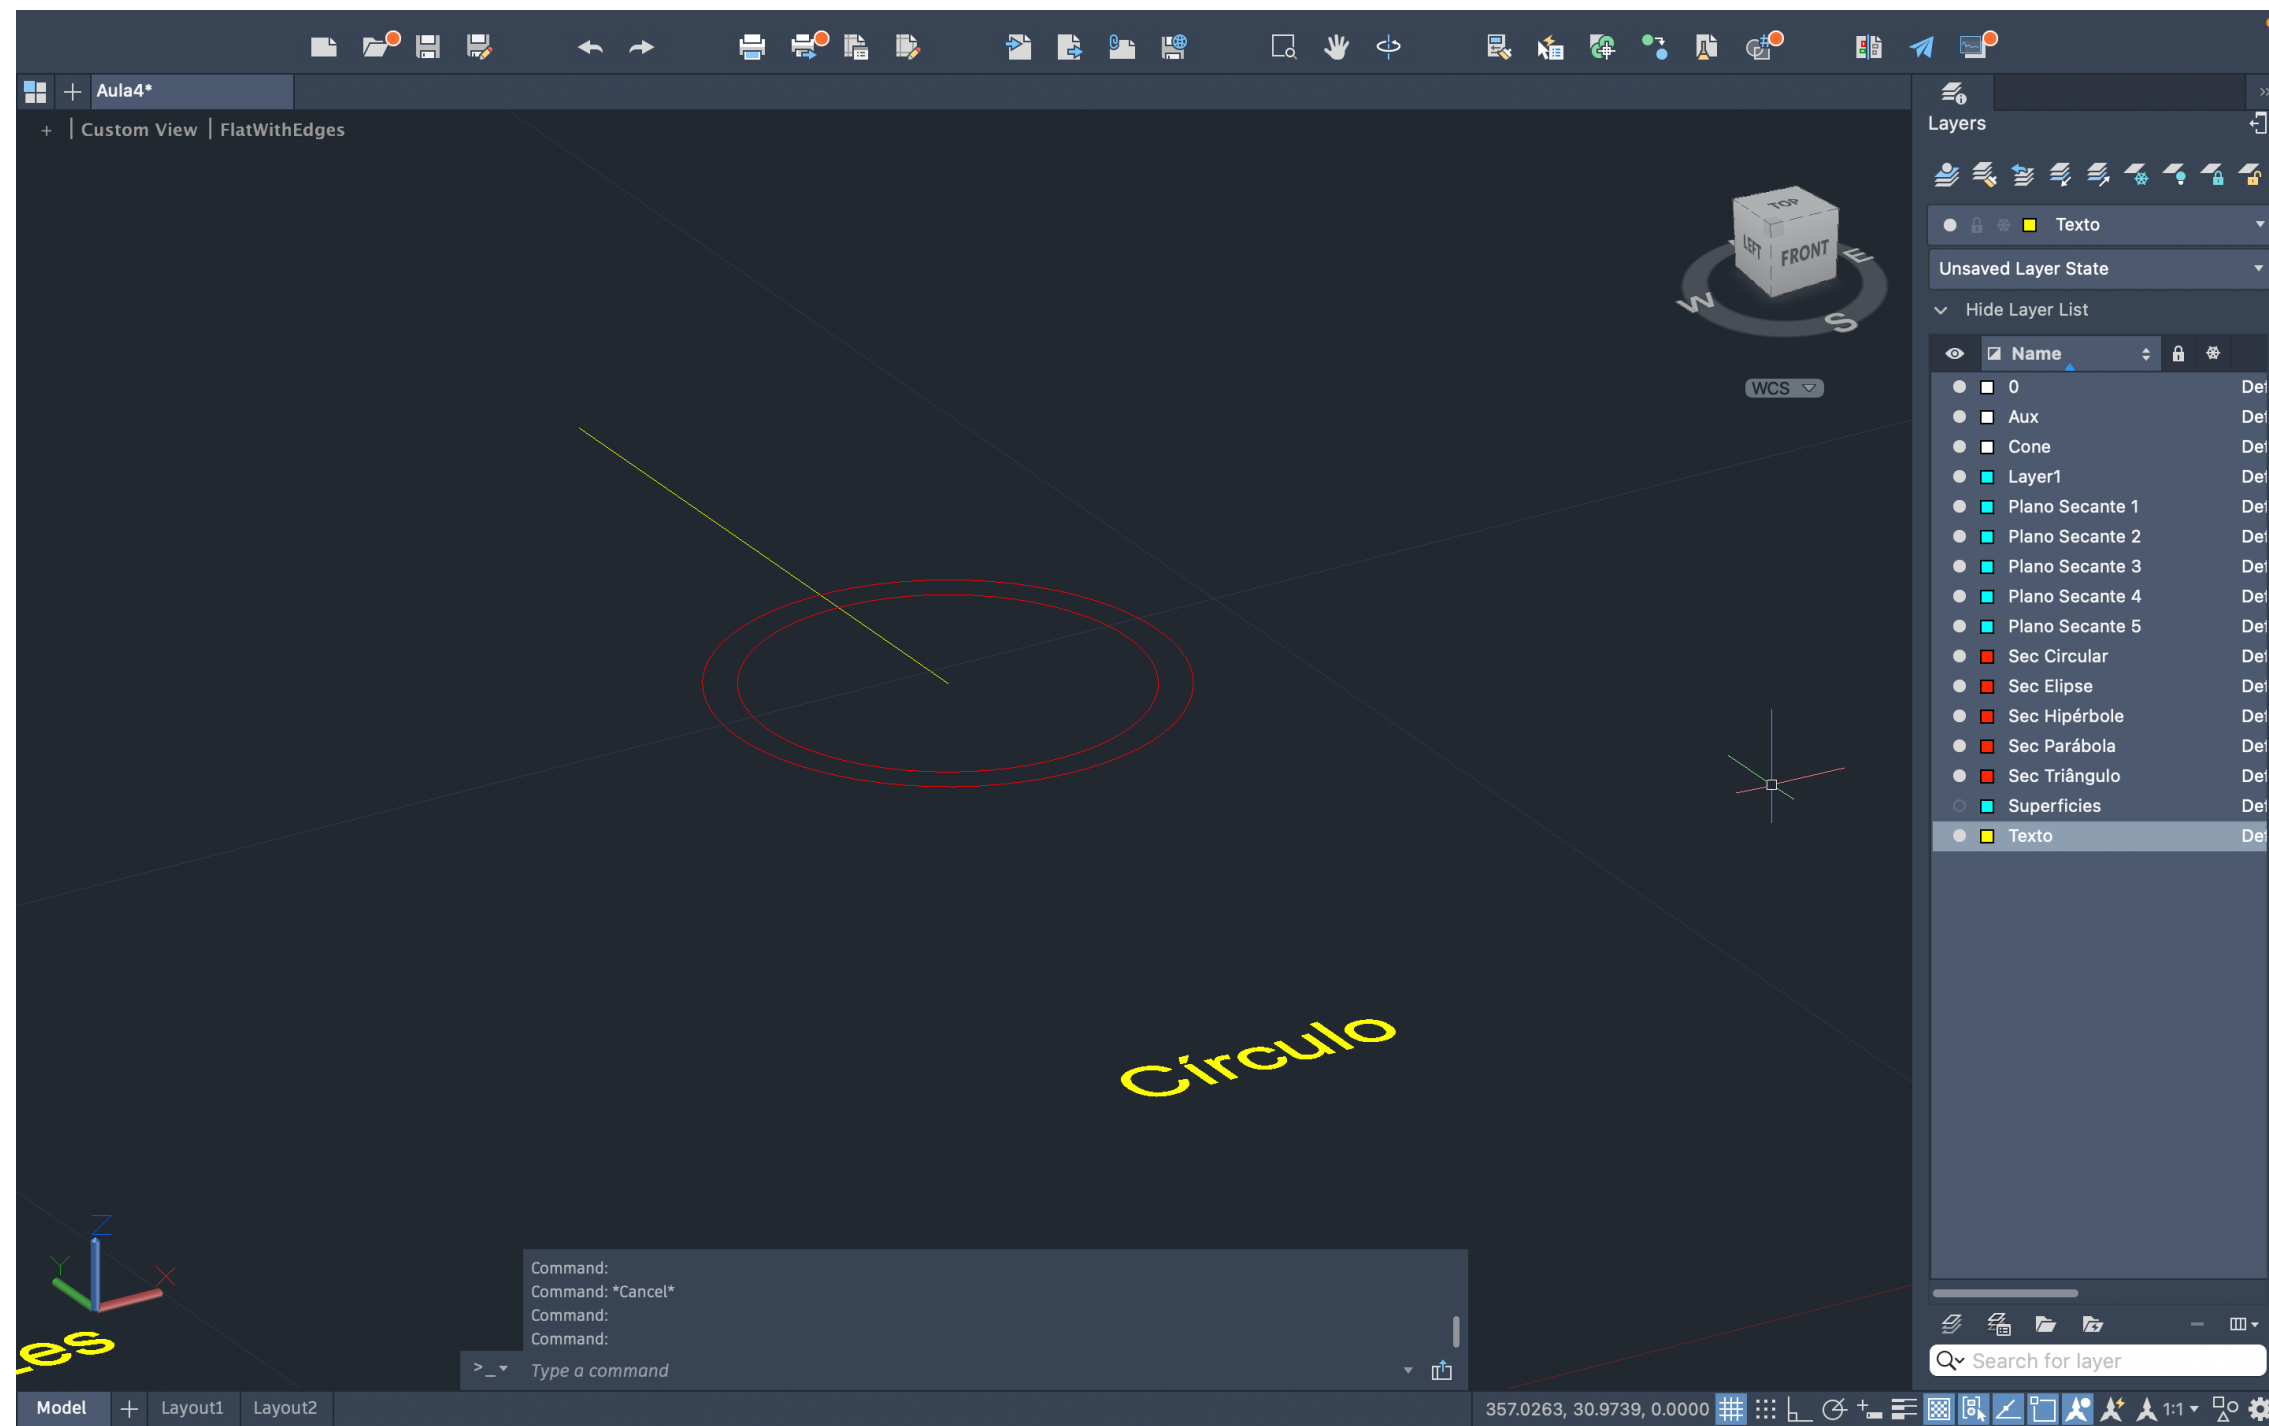 Aula4*
+ | Custom View | FlatWithEdges
TOP
LEFT
FRONT
W
S
E
WCS
Layers
Texto
Unsaved Layer State
Hide Layer List
Name
0
Aux
Cone
Layer1
Plano Secante 1
Plano Secante 2
Plano Secante 3
Plano Secante 4
Plano Secante 5
Sec Circular
Sec Elipse
Sec Hipérbole
Sec Parábola
Sec Triângulo
Superficies
Texto
Search for layer
Círculo
Z
Y
X
es
Command:
Command: *Cancel*
Command:
Command:
>_ Type a command
Model + Layout1 Layout2
357.0263, 30.9739, 0.0000
1:1